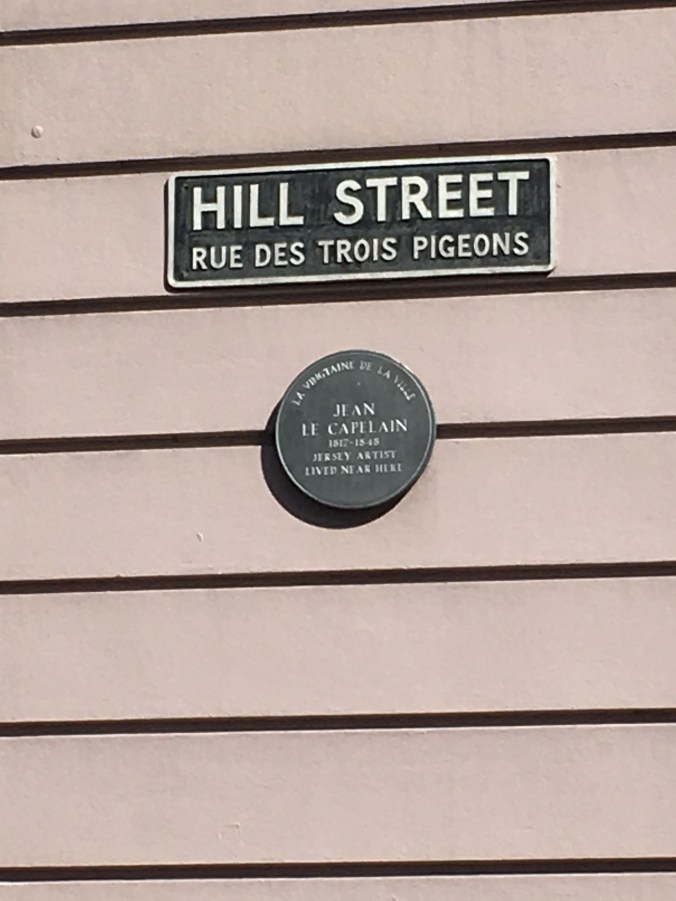 HILL STREET
RUE DES TROIS PIGEONS
LA VINGTAINE DE LA VILLE
JEAN
LE CAPELAIN
1812-1848
JERSEY ARTIST
LIVED NEAR HERE